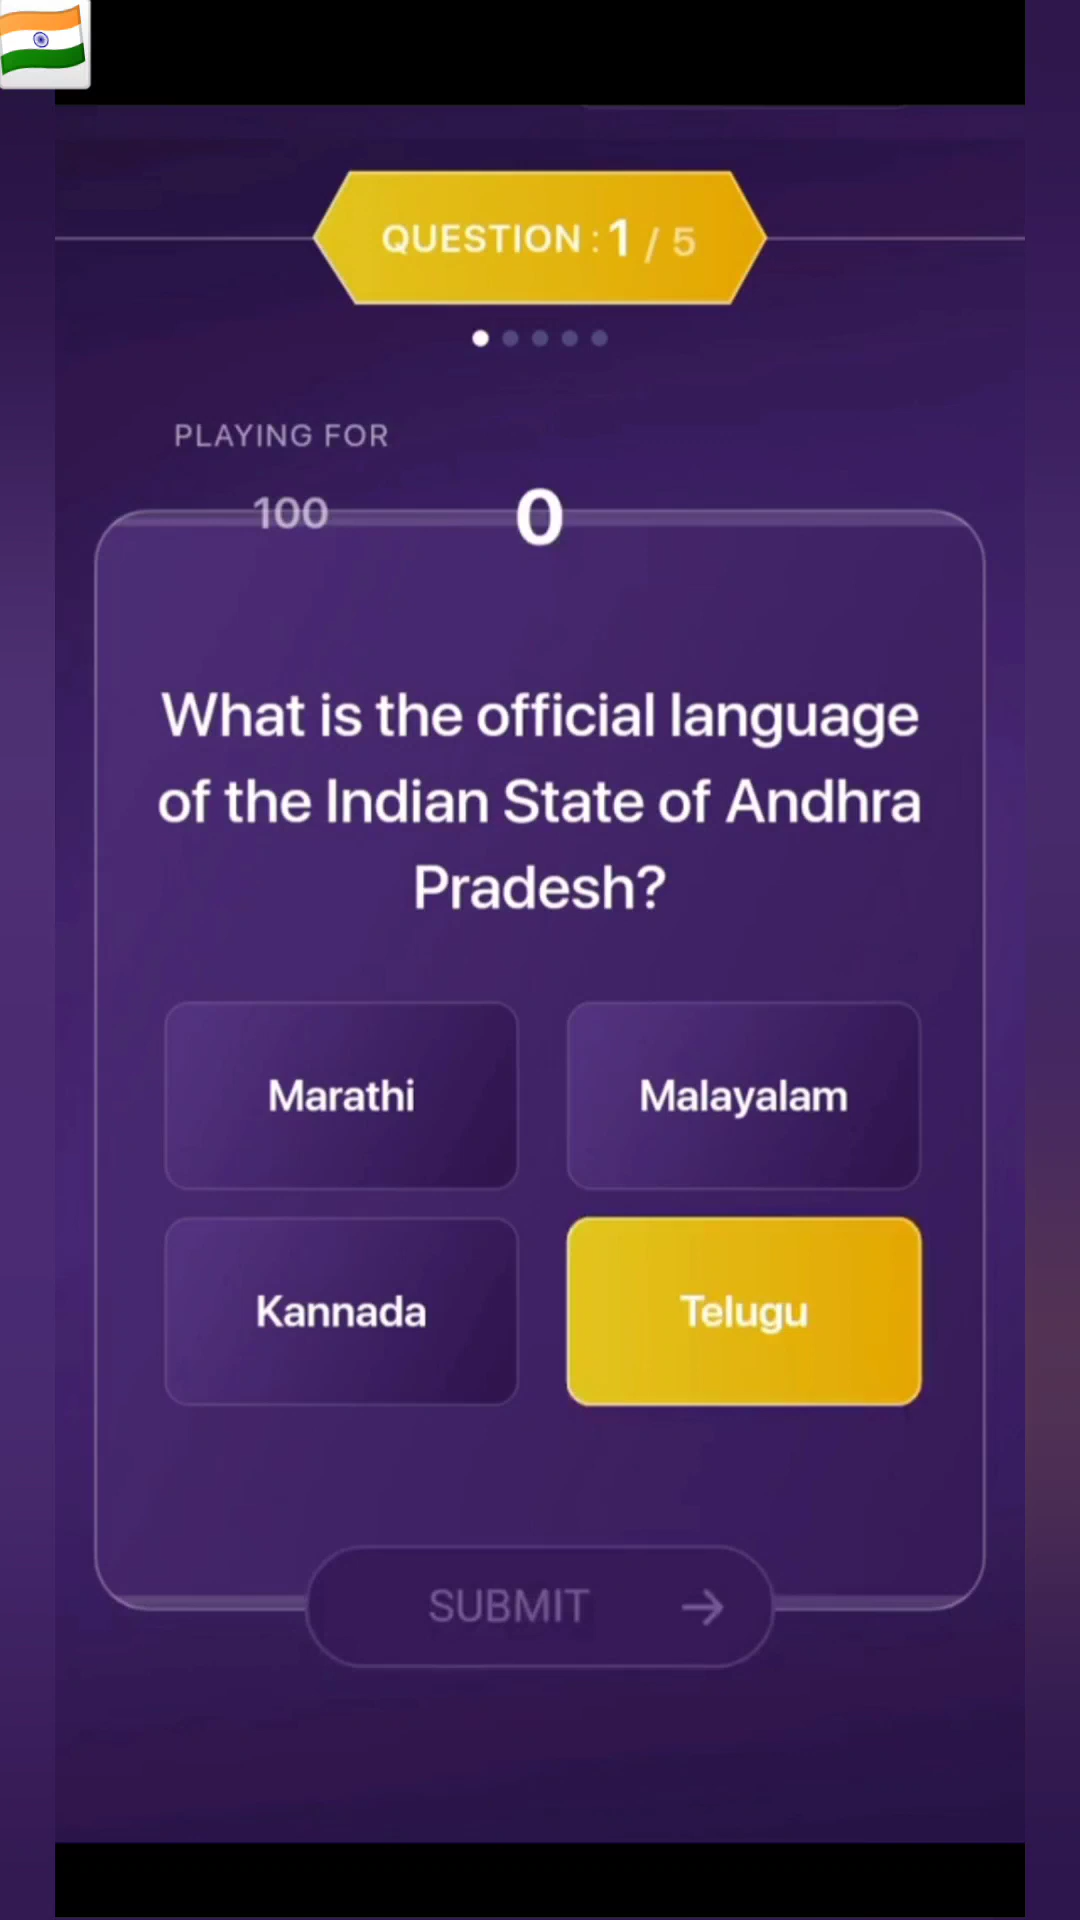 QUESTION : 1 / 5
PLAYING FOR
100
0
What is the official language
of the Indian State of Andhra
Pradesh?
Marathi
Malayalam
Kannada
Telugu
SUBMIT →